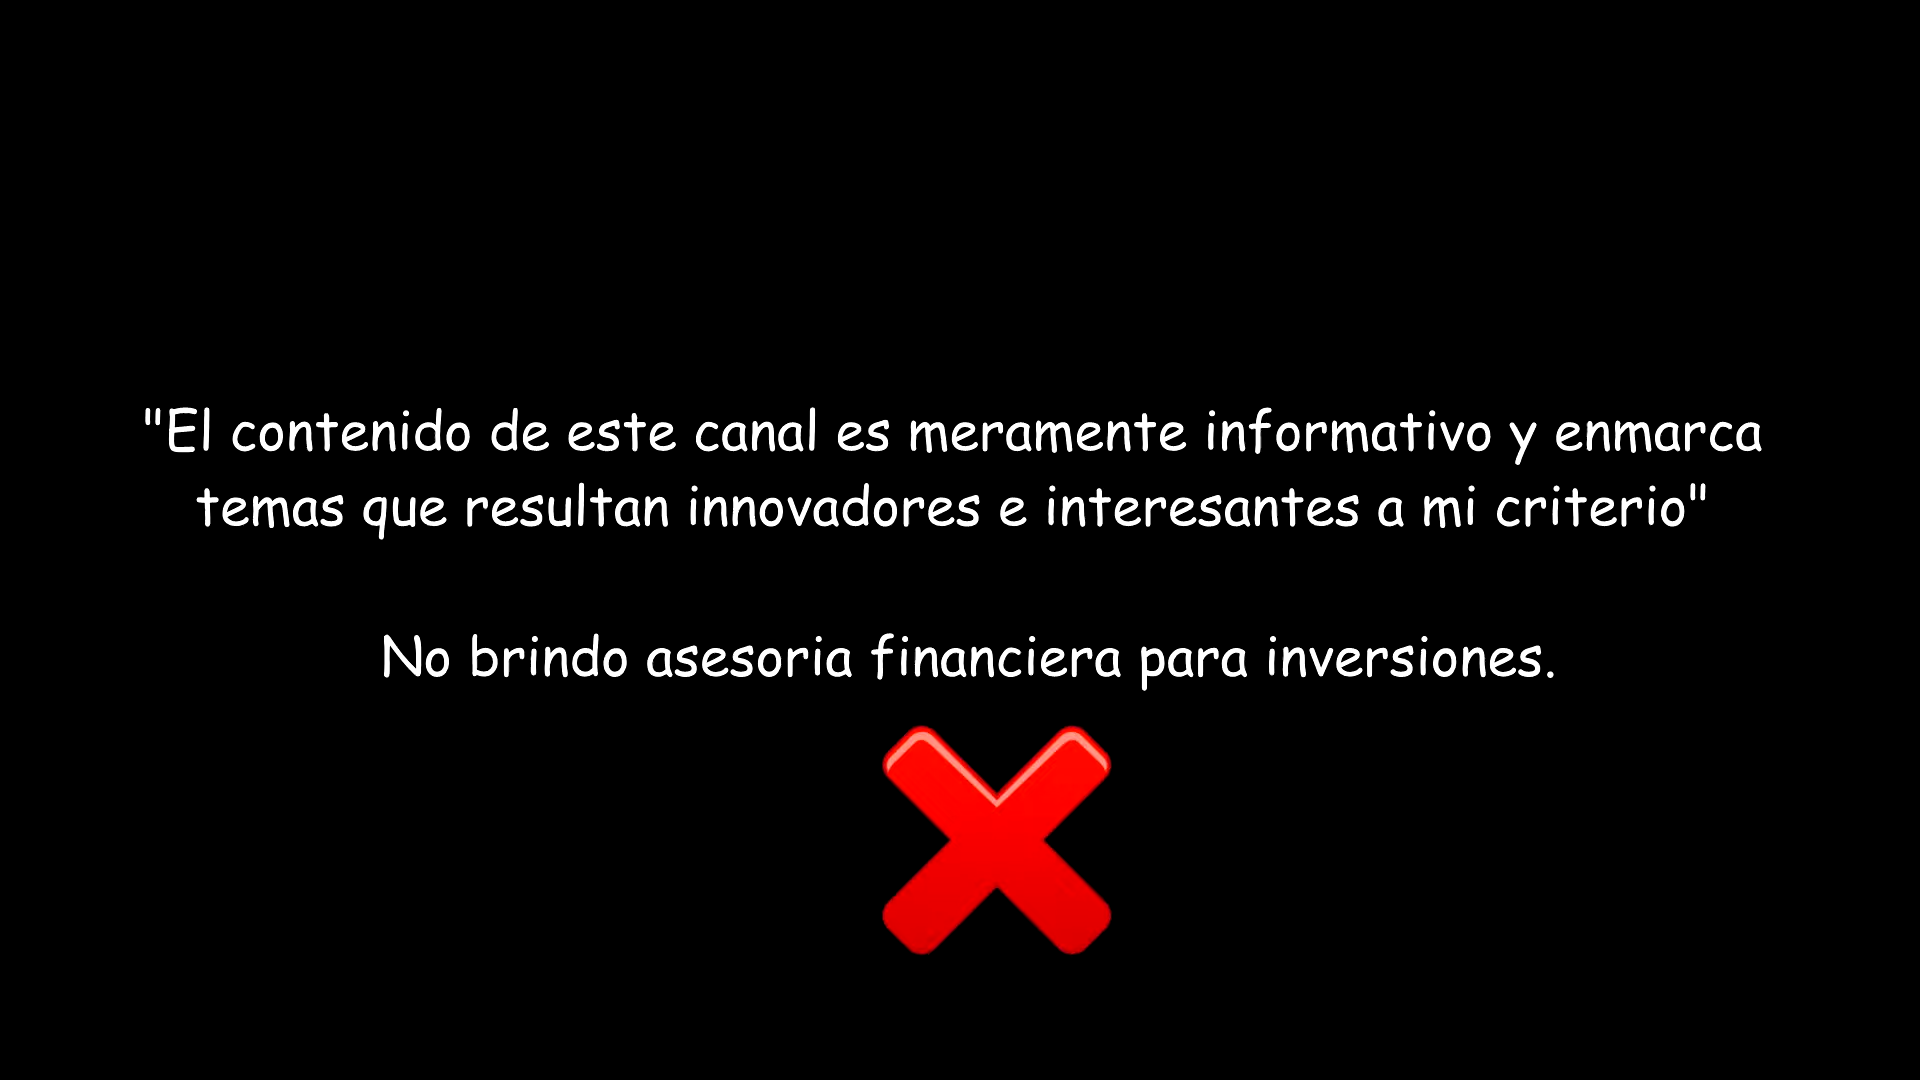 "El contenido de este canal es meramente informativo y enmarca
temas que resultan innovadores e interesantes a mi criterio"
No brindo asesoria financiera para inversiones.